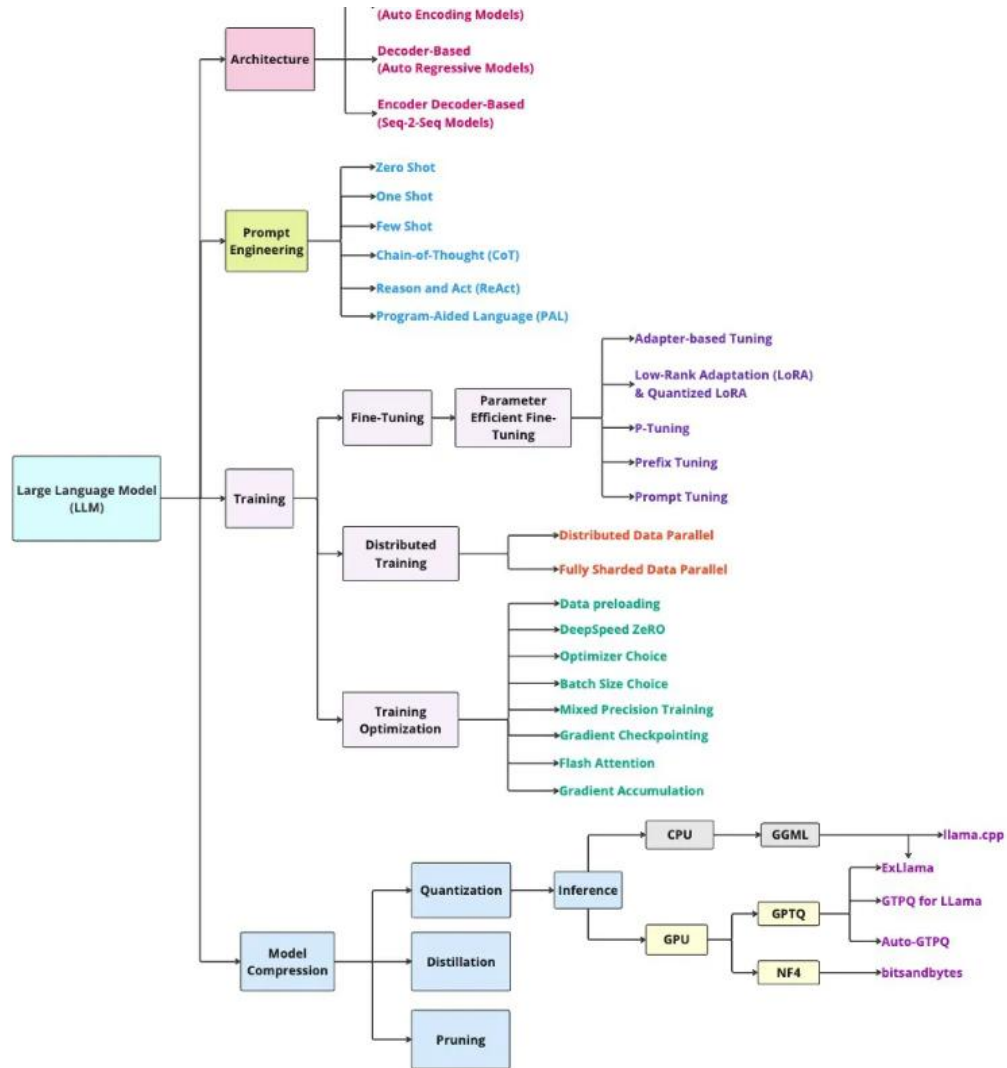 (Auto Encoding Models)
Architecture
Decoder-Based
(Auto Regressive Models)
Encoder Decoder-Based
(Seq-2-Seq Models)
Zero Shot
One Shot
Prompt
Engineering
Few Shot
Chain-of-Thought (CoT)
Reason and Act (ReAct)
Program-Aided Language (PAL)
Large Language Model
(LLM)
Training
Fine-Tuning
Parameter
Efficient Fine-
Tuning
Adapter-based Tuning
Low-Rank Adaptation (LoRA)
& Quantized LoRA
P-Tuning
Prefix Tuning
Prompt Tuning
Distributed
Training
Distributed Data Parallel
Fully Sharded Data Parallel
Training
Optimization
Data preloading
DeepSpeed ZeRO
Optimizer Choice
Batch Size Choice
Mixed Precision Training
Gradient Checkpointing
Flash Attention
Gradient Accumulation
Model
Compression
Quantization
Inference
CPU
GGML
llama.cpp
ExLlama
GPU
GPTQ
GTPQ for LLama
Auto-GTPQ
NF4
bitsandbytes
Distillation
Pruning